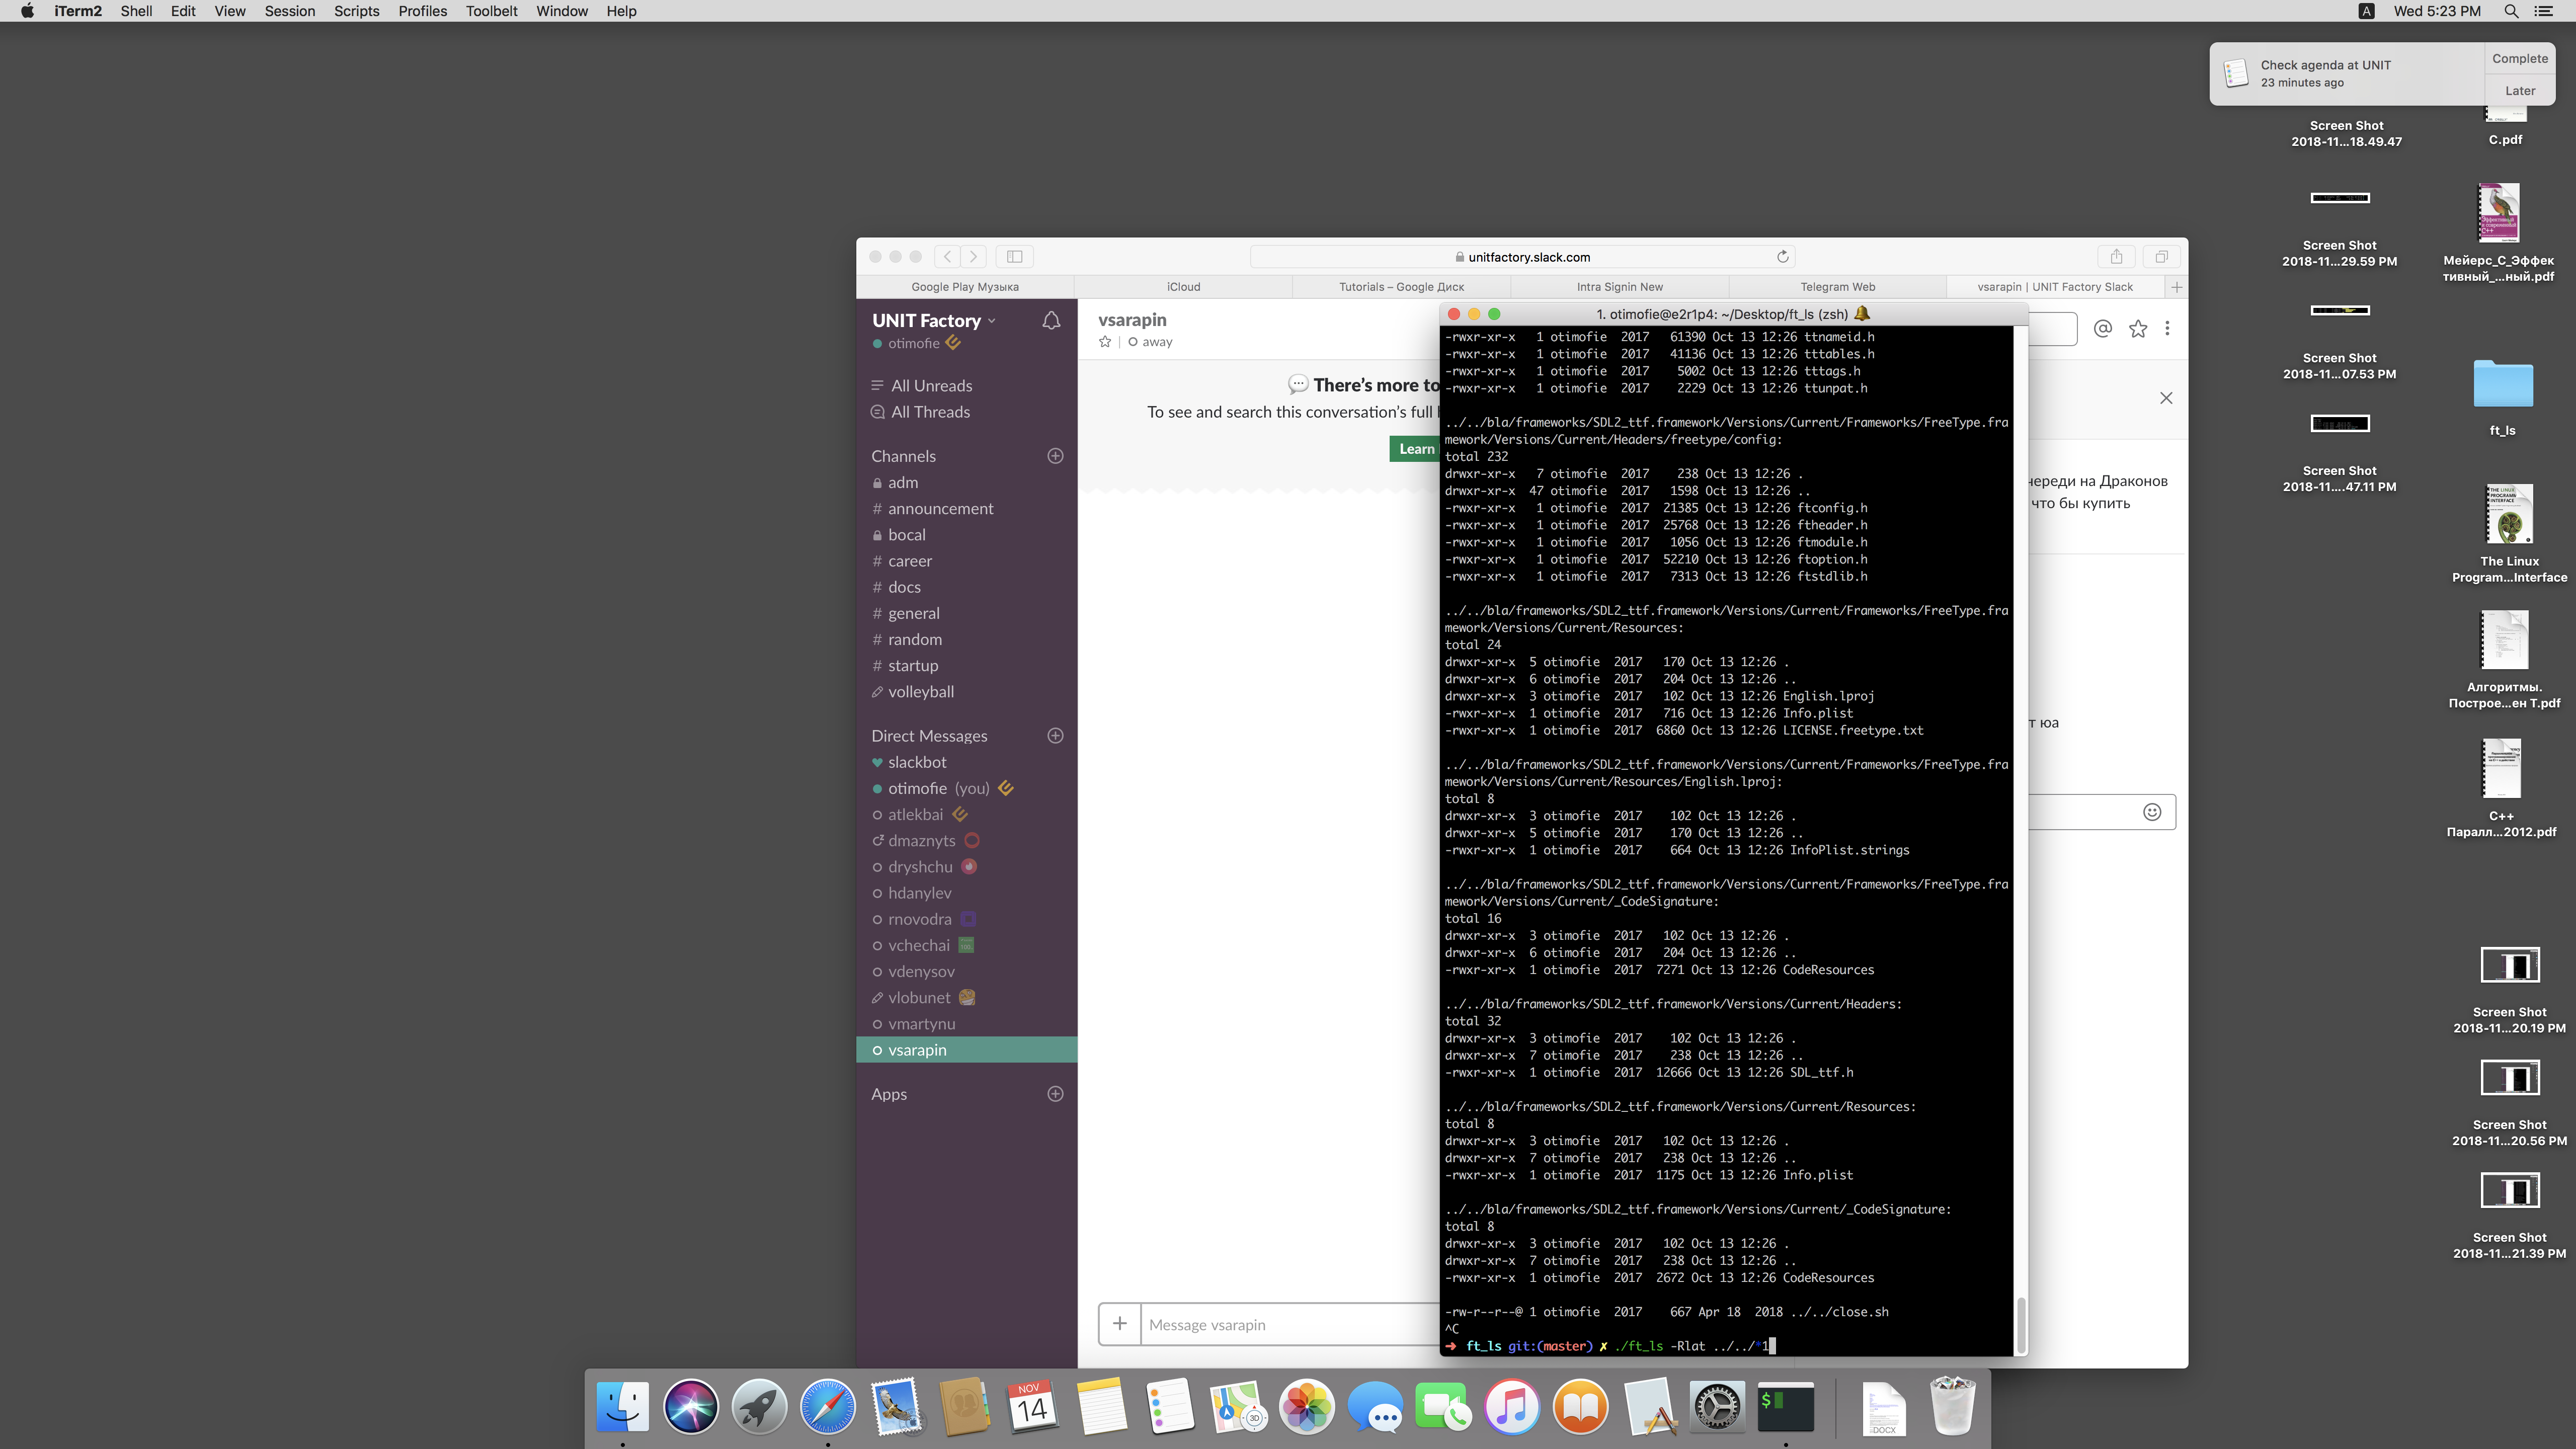 iTerm2 Shell Edit View Session Scripts Profiles Toolbelt Window Help
A Wed 5:23 PM
Check agenda at UNIT
23 minutes ago
Complete
Later
Screen Shot
2018-11...18.49.47
C.pdf
Screen Shot
2018-11...29.59 PM
Мейерс_С_Эффек
тивный_...ный.pdf
Screen Shot
2018-11...07.53 PM
ft_ls
Screen Shot
2018-11....47.11 PM
The Linux
Program...Interface
Алгоритмы.
Построе...ен Т.pdf
C++
Паралл...2012.pdf
Screen Shot
2018-11...20.19 PM
Screen Shot
2018-11...20.56 PM
Screen Shot
2018-11...21.39 PM
unitfactory.slack.com
Google Play Музыка
iCloud
Tutorials – Google Диск
Intra Signin New
Telegram Web
vsarapin | UNIT Factory Slack
UNIT Factory
otimofie
All Unreads
All Threads
Channels
adm
# announcement
bocal
# career
# docs
# general
# random
# startup
volleyball
Direct Messages
slackbot
otimofie (you)
atlekbai
dmaznyts
dryshchu
hdanylev
rnovodra
vchechai
vdenysov
vlobunet
vmartynu
vsarapin
Apps
vsarapin
away
There's more to
To see and search this conversation's full
Learn
череди на Драконов
что бы купить
т юа
Message vsarapin
1. otimofie@e2r1p4: ~/Desktop/ft_ls (zsh)
-rwxr-xr-x 1 otimofie 2017 61390 Oct 13 12:26 ttnameid.h
-rwxr-xr-x 1 otimofie 2017 41136 Oct 13 12:26 tttables.h
-rwxr-xr-x 1 otimofie 2017 5002 Oct 13 12:26 tttags.h
-rwxr-xr-x 1 otimofie 2017 2229 Oct 13 12:26 ttunpat.h
../../bla/frameworks/SDL2_ttf.framework/Versions/Current/Frameworks/FreeType.fra
mework/Versions/Current/Headers/freetype/config:
total 232
drwxr-xr-x 7 otimofie 2017 238 Oct 13 12:26 .
drwxr-xr-x 47 otimofie 2017 1598 Oct 13 12:26 ..
-rwxr-xr-x 1 otimofie 2017 21385 Oct 13 12:26 ftconfig.h
-rwxr-xr-x 1 otimofie 2017 25768 Oct 13 12:26 ftheader.h
-rwxr-xr-x 1 otimofie 2017 1056 Oct 13 12:26 ftmodule.h
-rwxr-xr-x 1 otimofie 2017 52210 Oct 13 12:26 ftoption.h
-rwxr-xr-x 1 otimofie 2017 7313 Oct 13 12:26 ftstdlib.h
../../bla/frameworks/SDL2_ttf.framework/Versions/Current/Frameworks/FreeType.fra
mework/Versions/Current/Resources:
total 24
drwxr-xr-x 5 otimofie 2017 170 Oct 13 12:26 .
drwxr-xr-x 6 otimofie 2017 204 Oct 13 12:26 ..
drwxr-xr-x 3 otimofie 2017 102 Oct 13 12:26 English.lproj
-rwxr-xr-x 1 otimofie 2017 716 Oct 13 12:26 Info.plist
-rwxr-xr-x 1 otimofie 2017 6860 Oct 13 12:26 LICENSE.freetype.txt
../../bla/frameworks/SDL2_ttf.framework/Versions/Current/Frameworks/FreeType.fra
mework/Versions/Current/Resources/English.lproj:
total 8
drwxr-xr-x 3 otimofie 2017 102 Oct 13 12:26 .
drwxr-xr-x 5 otimofie 2017 170 Oct 13 12:26 ..
-rwxr-xr-x 1 otimofie 2017 664 Oct 13 12:26 InfoPlist.strings
../../bla/frameworks/SDL2_ttf.framework/Versions/Current/Frameworks/FreeType.fra
mework/Versions/Current/_CodeSignature:
total 16
drwxr-xr-x 3 otimofie 2017 102 Oct 13 12:26 .
drwxr-xr-x 6 otimofie 2017 204 Oct 13 12:26 ..
-rwxr-xr-x 1 otimofie 2017 7271 Oct 13 12:26 CodeResources
../../bla/frameworks/SDL2_ttf.framework/Versions/Current/Headers:
total 32
drwxr-xr-x 3 otimofie 2017 102 Oct 13 12:26 .
drwxr-xr-x 7 otimofie 2017 238 Oct 13 12:26 ..
-rwxr-xr-x 1 otimofie 2017 12666 Oct 13 12:26 SDL_ttf.h
../../bla/frameworks/SDL2_ttf.framework/Versions/Current/Resources:
total 8
drwxr-xr-x 3 otimofie 2017 102 Oct 13 12:26 .
drwxr-xr-x 7 otimofie 2017 238 Oct 13 12:26 ..
-rwxr-xr-x 1 otimofie 2017 1175 Oct 13 12:26 Info.plist
../../bla/frameworks/SDL2_ttf.framework/Versions/Current/_CodeSignature:
total 8
drwxr-xr-x 3 otimofie 2017 102 Oct 13 12:26 .
drwxr-xr-x 7 otimofie 2017 238 Oct 13 12:26 ..
-rwxr-xr-x 1 otimofie 2017 2672 Oct 13 12:26 CodeResources
-rw-r--r--@ 1 otimofie 2017 667 Apr 18 2018 ../../close.sh
^C
➜ ft_ls git:(master) ✗ ./ft_ls -Rlat ../../*1
NOV
14
3D
$
DOCX